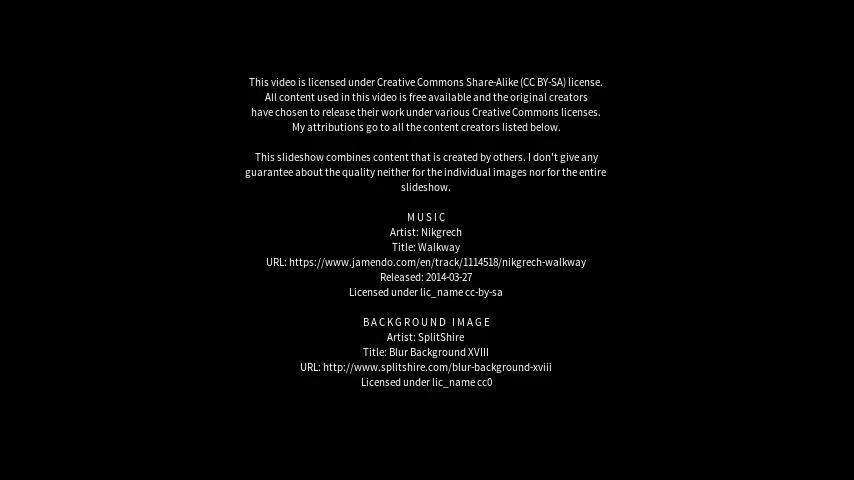 This video is licensed under Creative Commons Share-Alike (CC BY-SA) license.
All content used in this video is free available and the original creators
have chosen to release their work under various Creative Commons licenses.
My attributions go to all the content creators listed below.
This slideshow combines content that is created by others. I don't give any
guarantee about the quality neither for the individual images nor for the entire
slideshow.
MUSIC
Artist: Nikgrech
Title: Walkway
URL: https://www.jamendo.com/en/track/1114518/nikgrech-walkway
Released: 2014-03-27
Licensed under lic_name cc-by-sa
BACKGROUND IMAGE
Artist: SplitShire
Title: Blur Background XVIII
URL: http://www.splitshire.com/blur-background-xviii
Licensed under lic_name cc0